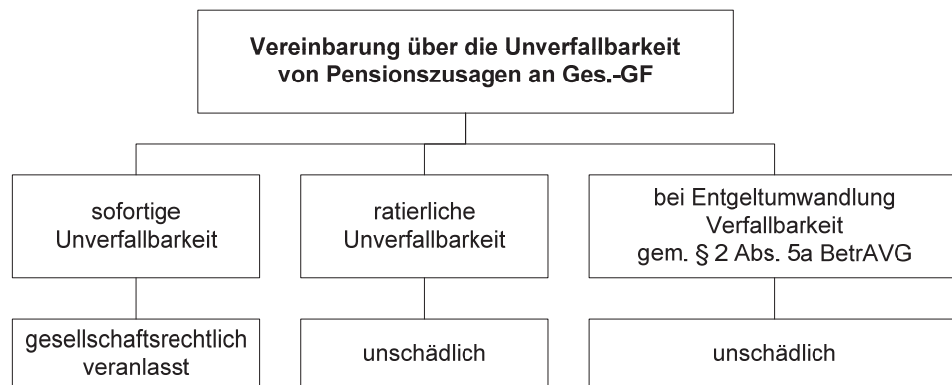 Vereinbarung über die Unverfallbarkeit
von Pensionszusagen an Ges.-GF
sofortige
Unverfallbarkeit
ratierliche
Unverfallbarkeit
bei Entgeltumwandlung
Verfallbarkeit
gem. § 2 Abs. 5a BetrAVG
gesellschaftsrechtlich
veranlasst
unschädlich
unschädlich